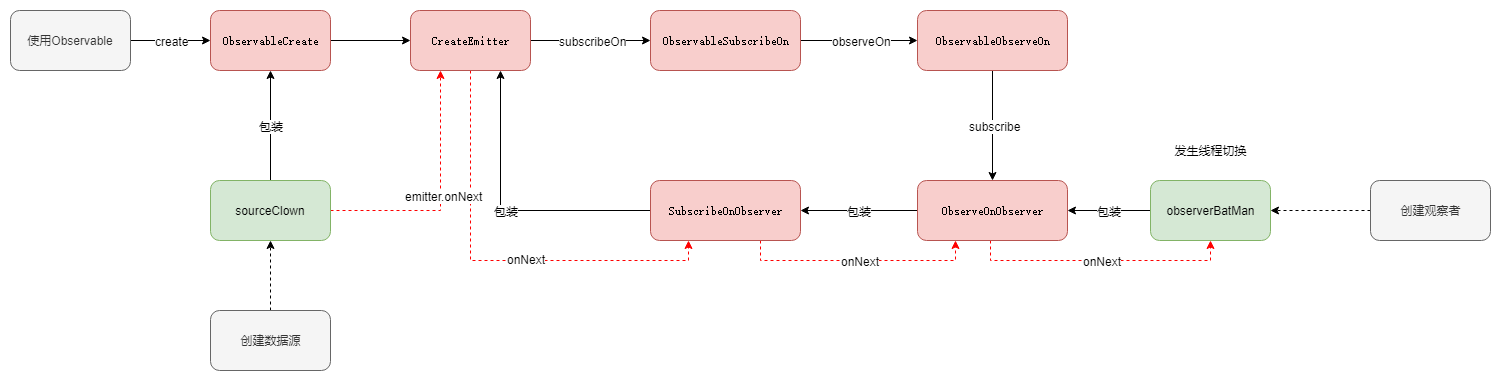 使用Observable
create
ObservableCreate
CreateEmitter
subscribeOn
ObservableSubscribeOn
observeOn
ObservableObserveOn
包装
subscribe
发生线程切换
sourceClown
emitter.onNext
包装
SubscribeOnObserver
包装
ObserveOnObserver
包装
observerBatMan
创建观察者
onNext
onNext
onNext
创建数据源